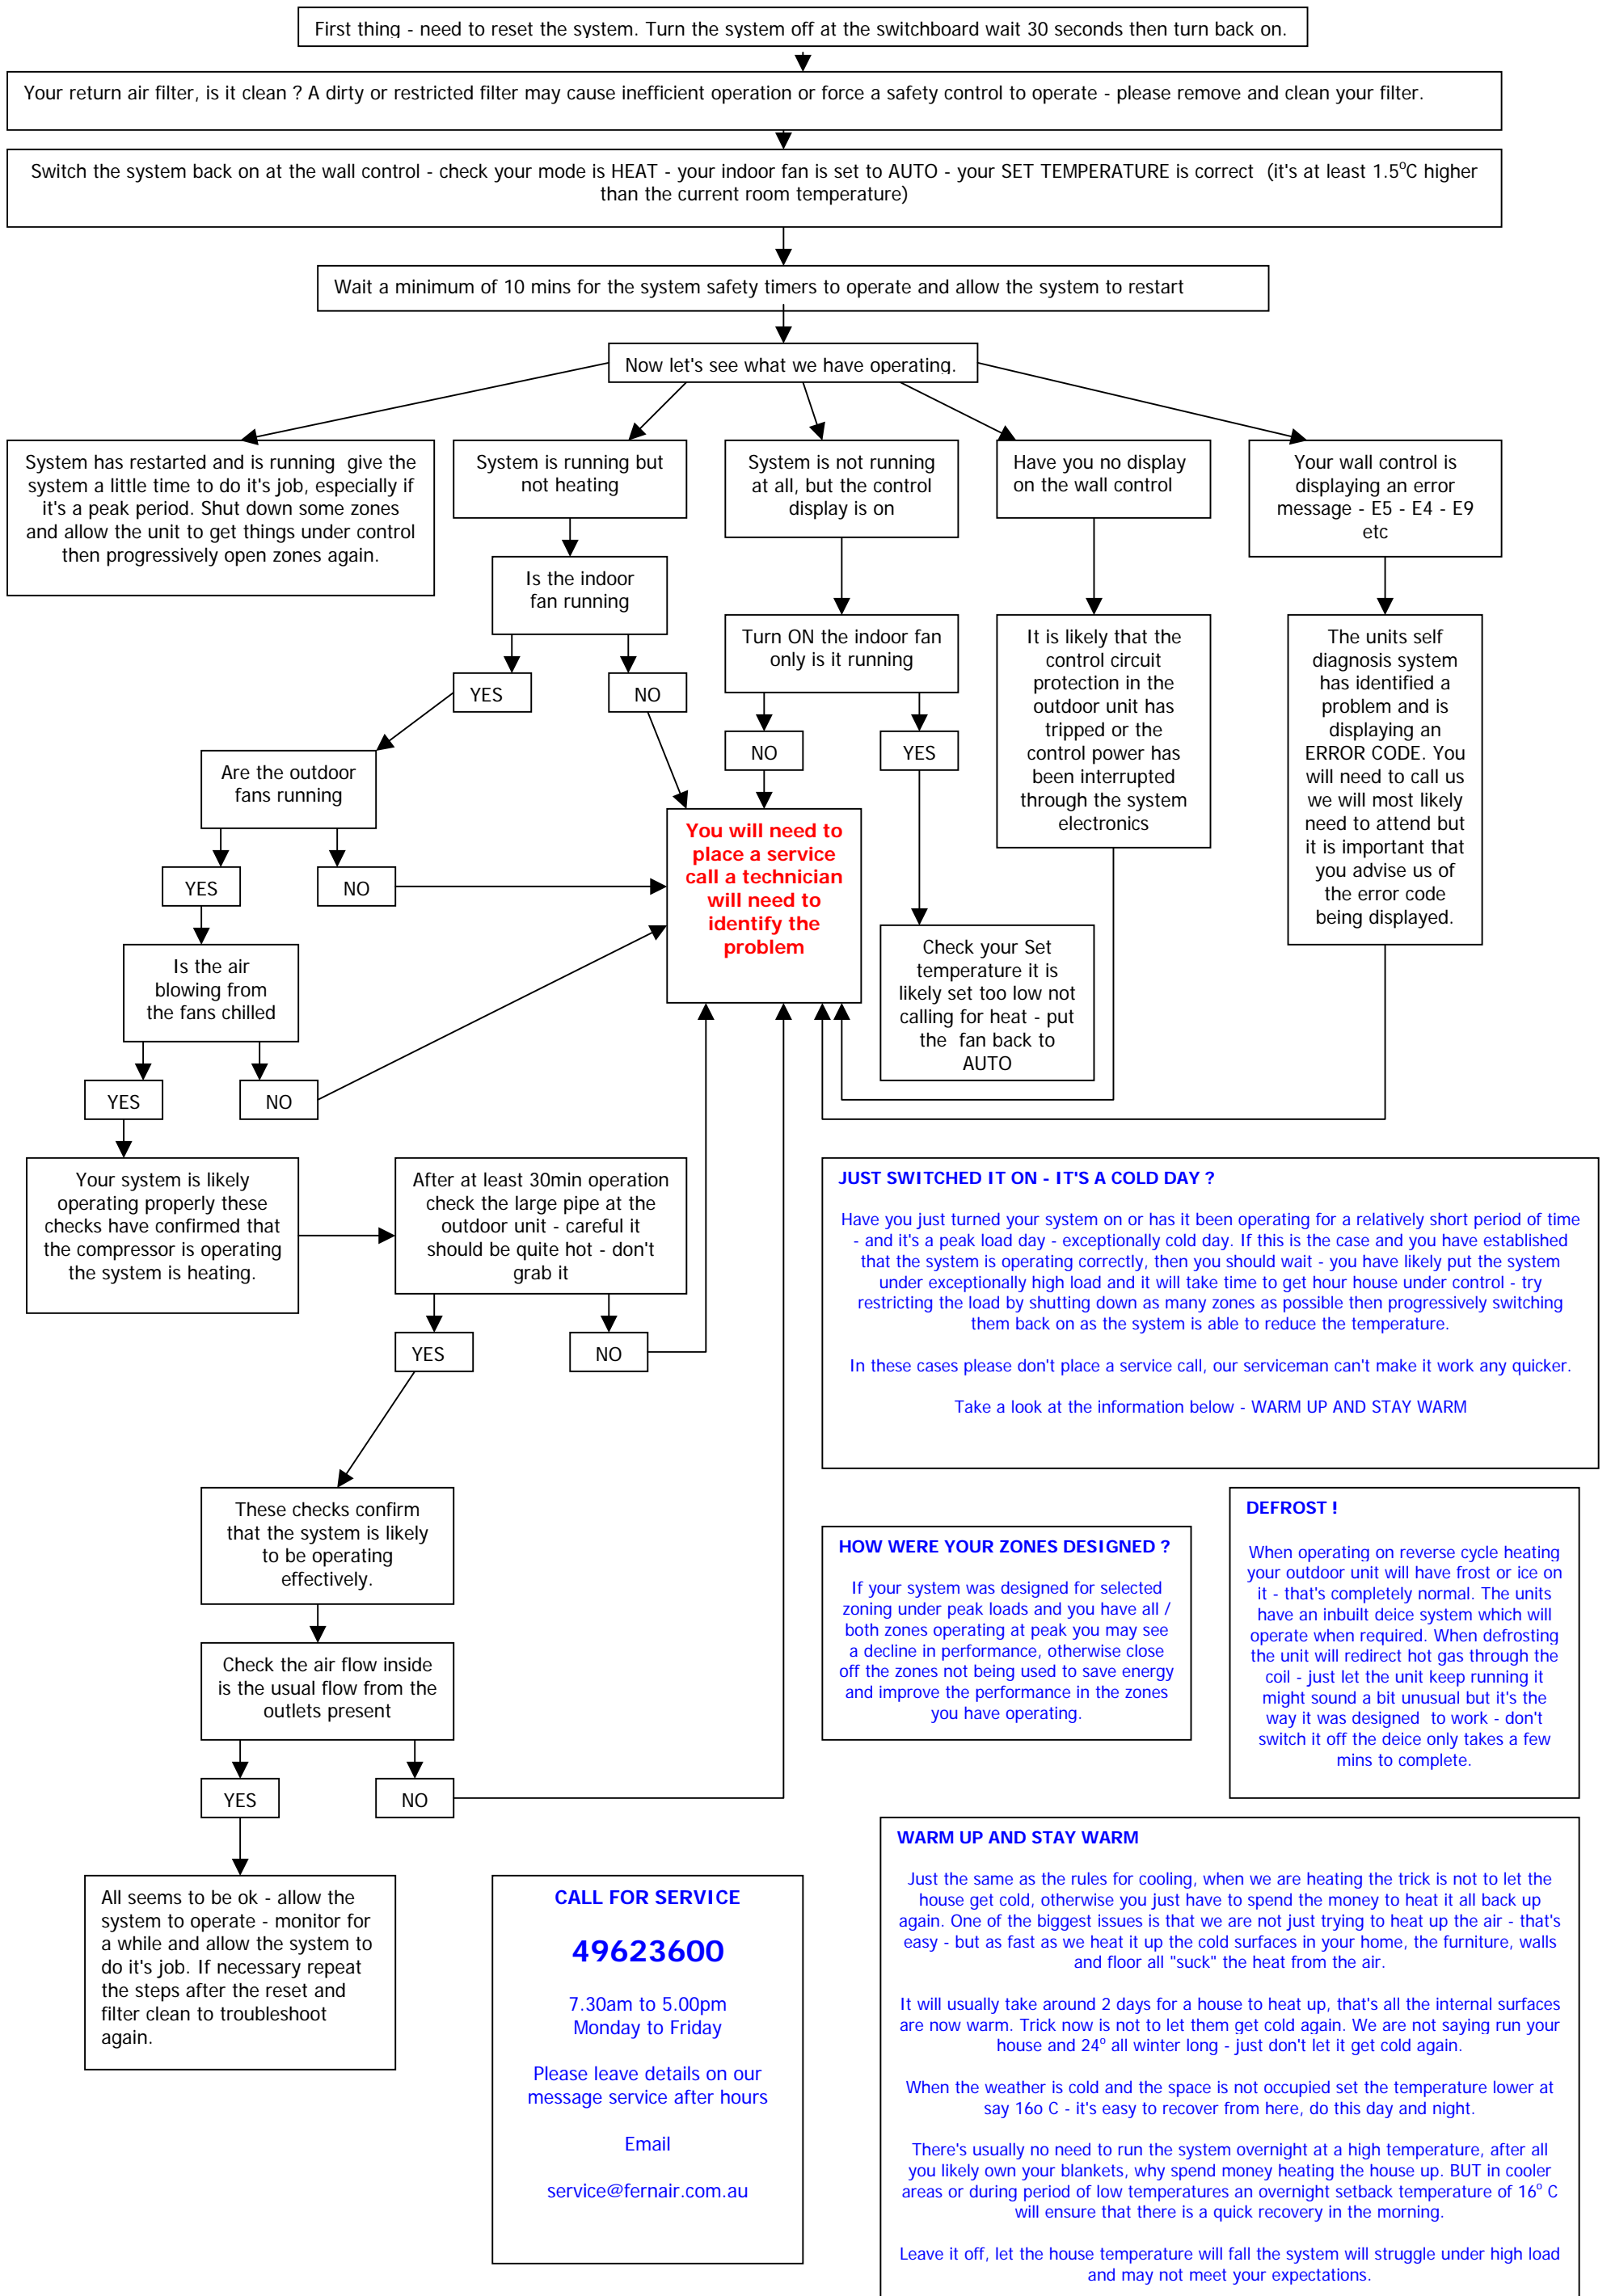 First thing - need to reset the system. Turn the system off at the switchboard wait 30 seconds then turn back on.
Your return air filter, is it clean ? A dirty or restricted filter may cause inefficient operation or force a safety control to operate - please remove and clean your filter.
Switch the system back on at the wall control - check your mode is HEAT - your indoor fan is set to AUTO - your SET TEMPERATURE is correct (it's at least 1.5°C higher
than the current room temperature)
Wait a minimum of 10 mins for the system safety timers to operate and allow the system to restart
Now let's see what we have operating.
System has restarted and is running give the
system a little time to do it's job, especially if
it's a peak period. Shut down some zones
and allow the unit to get things under control
then progressively open zones again.
System is running but
not heating
System is not running
at all, but the control
display is on
Have you no display
on the wall control
Your wall control is
displaying an error
message - E5 - E4 - E9
etc
Is the indoor
fan running
YES
NO
Turn ON the indoor fan
only is it running
NO
YES
It is likely that the
control circuit
protection in the
outdoor unit has
tripped or the
control power has
been interrupted
through the system
electronics
The units self
diagnosis system
has identified a
problem and is
displaying an
ERROR CODE. You
will need to call us
we will most likely
need to attend but
it is important that
you advise us of
the error code
being displayed.
Are the outdoor
fans running
YES
NO
You will need to
place a service
call a technician
will need to
identify the
problem
Check your Set
temperature it is
likely set too low not
calling for heat - put
the fan back to
AUTO
Is the air
blowing from
the fans chilled
YES
NO
Your system is likely
operating properly these
checks have confirmed that
the compressor is operating
the system is heating.
After at least 30min operation
check the large pipe at the
outdoor unit - careful it
should be quite hot - don't
grab it
YES
NO
JUST SWITCHED IT ON - IT'S A COLD DAY ?
Have you just turned your system on or has it been operating for a relatively short period of time
- and it's a peak load day - exceptionally cold day. If this is the case and you have established
that the system is operating correctly, then you should wait - you have likely put the system
under exceptionally high load and it will take time to get hour house under control - try
restricting the load by shutting down as many zones as possible then progressively switching
them back on as the system is able to reduce the temperature.
In these cases please don't place a service call, our serviceman can't make it work any quicker.
Take a look at the information below - WARM UP AND STAY WARM
These checks confirm
that the system is likely
to be operating
effectively.
HOW WERE YOUR ZONES DESIGNED ?
If your system was designed for selected
zoning under peak loads and you have all /
both zones operating at peak you may see
a decline in performance, otherwise close
off the zones not being used to save energy
and improve the performance in the zones
you have operating.
DEFROST !
When operating on reverse cycle heating
your outdoor unit will have frost or ice on
it - that's completely normal. The units
have an inbuilt deice system which will
operate when required. When defrosting
the unit will redirect hot gas through the
coil - just let the unit keep running it
might sound a bit unusual but it's the
way it was designed to work - don't
switch it off the deice only takes a few
mins to complete.
Check the air flow inside
is the usual flow from the
outlets present
YES
NO
All seems to be ok - allow the
system to operate - monitor for
a while and allow the system to
do it's job. If necessary repeat
the steps after the reset and
filter clean to troubleshoot
again.
CALL FOR SERVICE
49623600
7.30am to 5.00pm
Monday to Friday
Please leave details on our
message service after hours
Email
service@fernair.com.au
WARM UP AND STAY WARM
Just the same as the rules for cooling, when we are heating the trick is not to let the
house get cold, otherwise you just have to spend the money to heat it all back up
again. One of the biggest issues is that we are not just trying to heat up the air - that's
easy - but as fast as we heat it up the cold surfaces in your home, the furniture, walls
and floor all "suck" the heat from the air.
It will usually take around 2 days for a house to heat up, that's all the internal surfaces
are now warm. Trick now is not to let them get cold again. We are not saying run your
house and 24° all winter long - just don't let it get cold again.
When the weather is cold and the space is not occupied set the temperature lower at
say 16o C - it's easy to recover from here, do this day and night.
There's usually no need to run the system overnight at a high temperature, after all
you likely own your blankets, why spend money heating the house up. BUT in cooler
areas or during period of low temperatures an overnight setback temperature of 16° C
will ensure that there is a quick recovery in the morning.
Leave it off, let the house temperature will fall the system will struggle under high load
and may not meet your expectations.